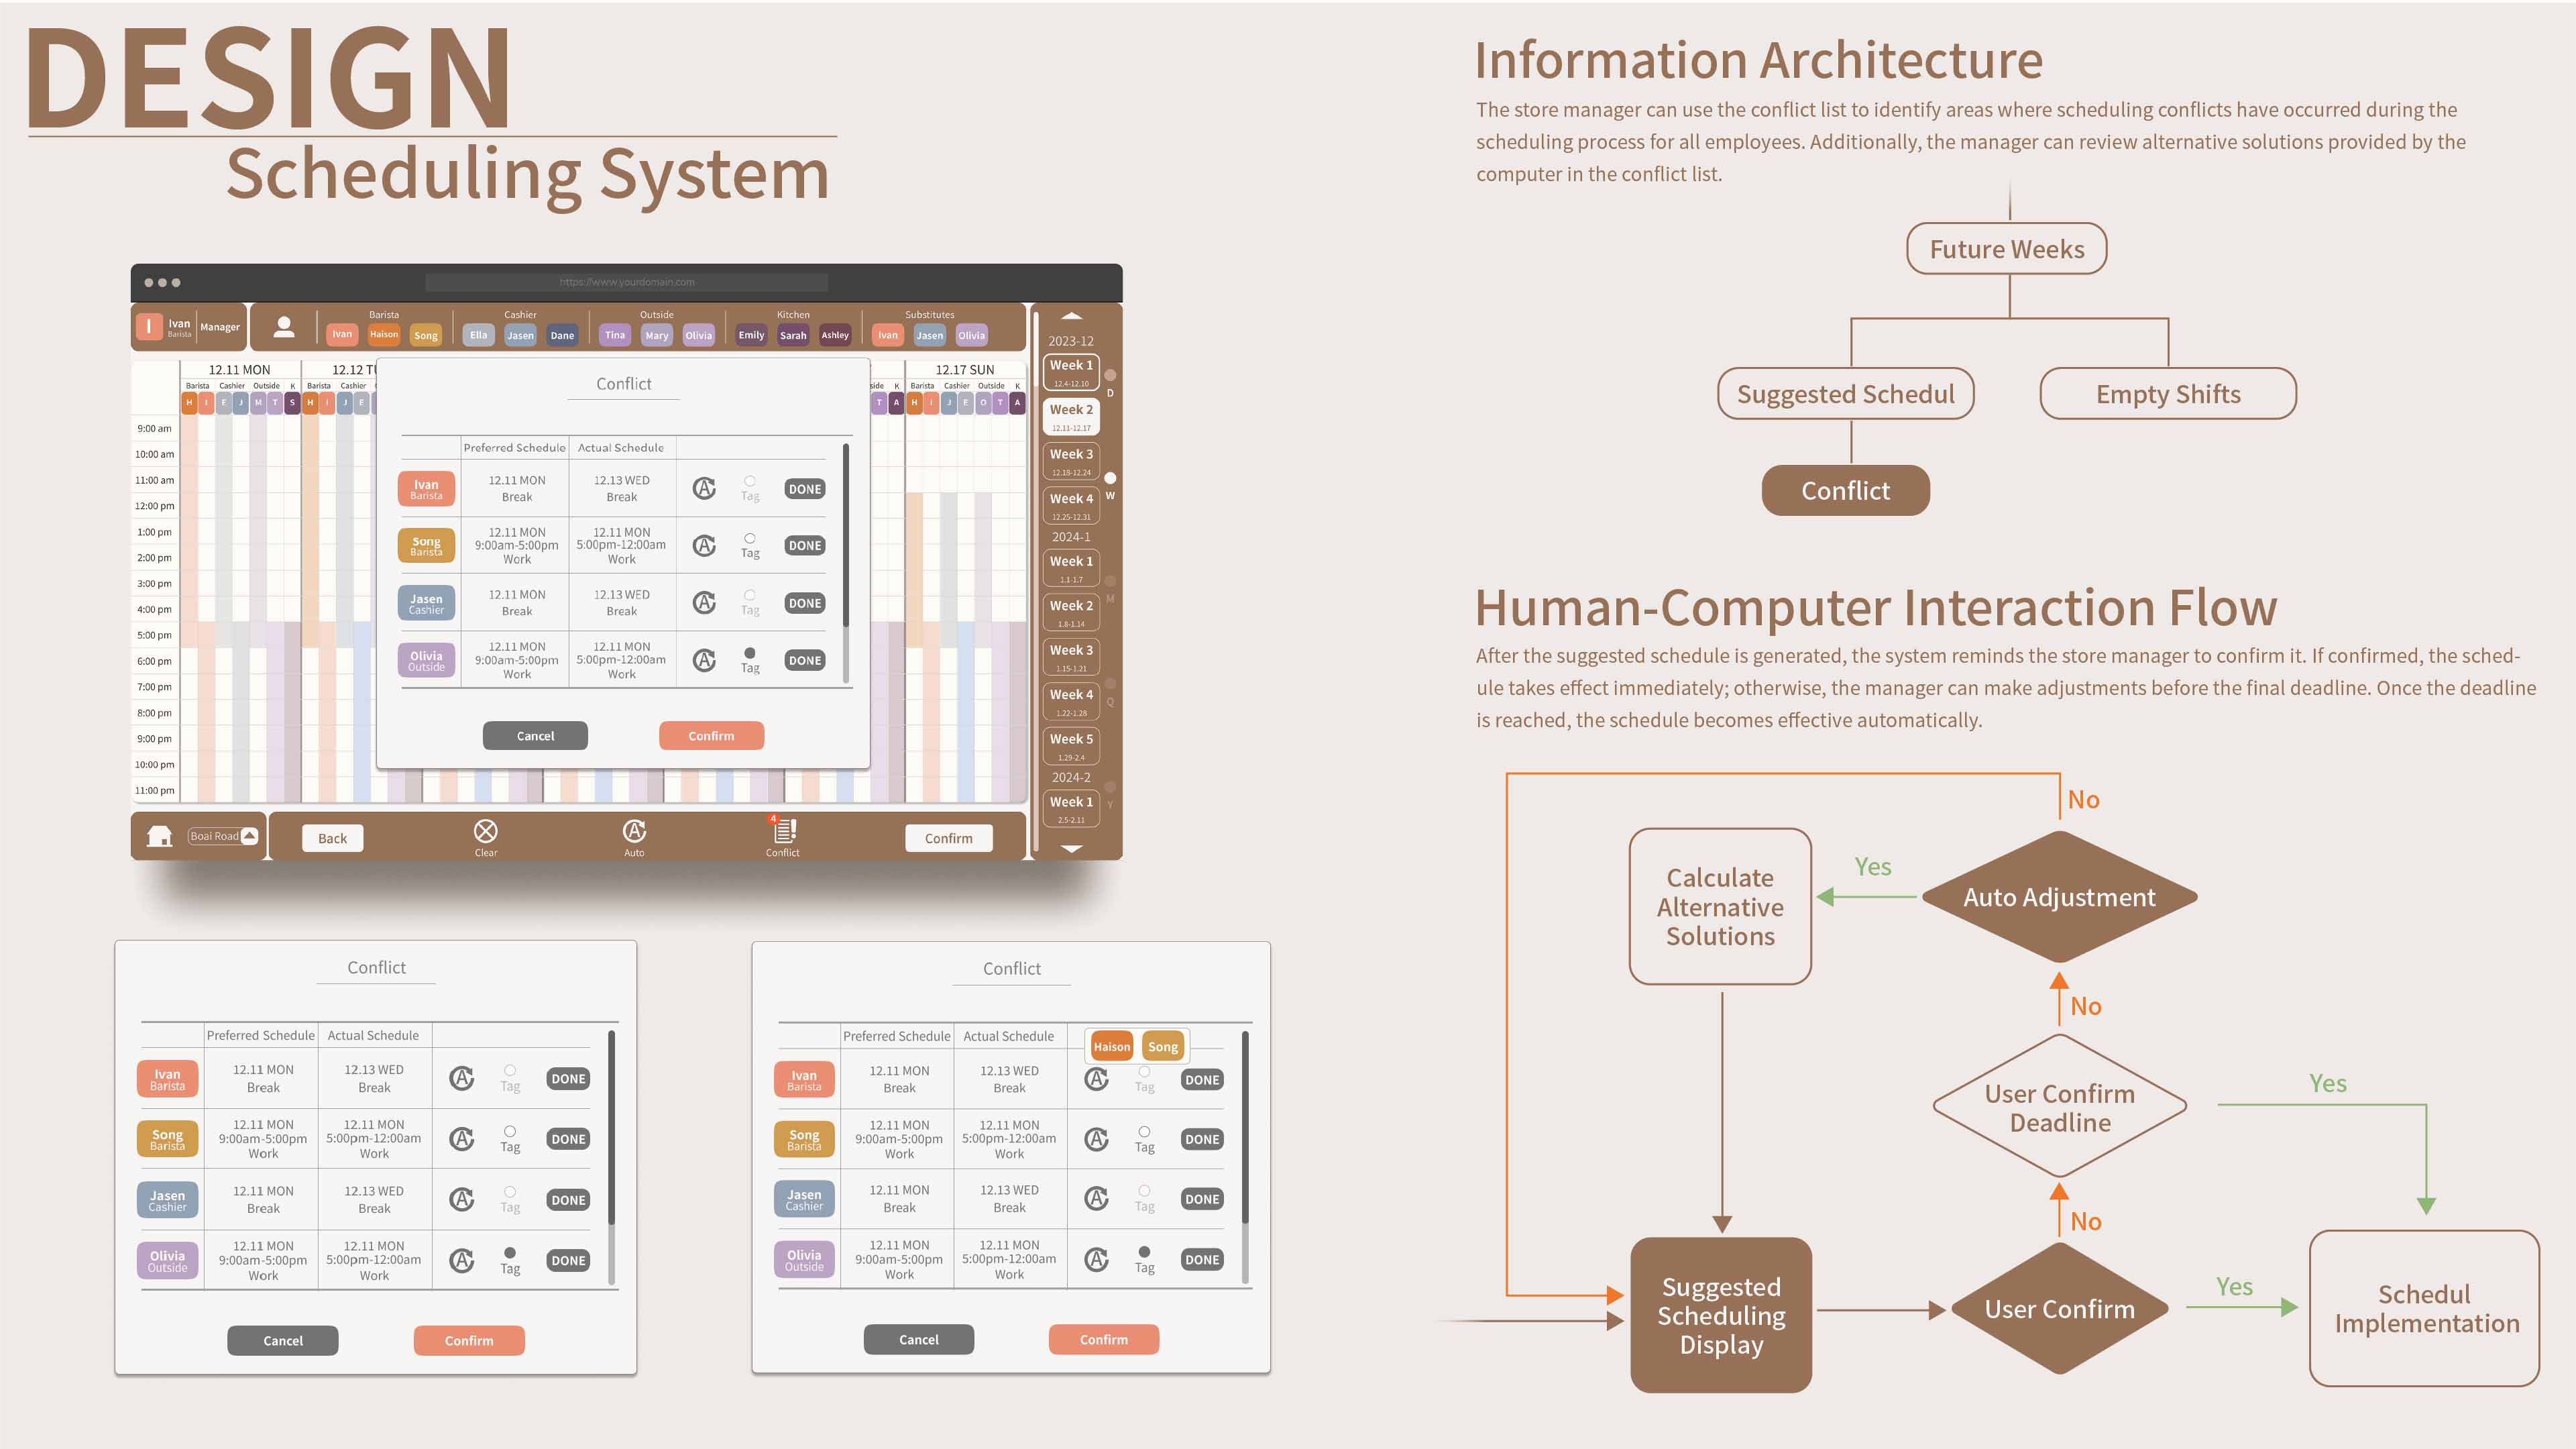 DESIGN
Scheduling System
https://www.yourdomain.com
I
Ivan
Barista
Manager
Barista
Ivan
Haison
Song
Cashier
Ella
Jasen
Dane
Outside
Tina
Mary
Olivia
Kitchen
Emily
Sarah
Ashley
Substitutes
Ivan
Jasen
Olivia
12.11 MON
12.12 TU
12.17 SUN
Barista Cashier Outside K Barista Cashier
side K Barista Cashier Outside K
H I E J M T S H I J E
T A H I J E O T A
9:00 am
10:00 am
11:00 am
12:00 pm
1:00 pm
2:00 pm
3:00 pm
4:00 pm
5:00 pm
6:00 pm
7:00 pm
8:00 pm
9:00 pm
10:00 pm
11:00 pm
Conflict
Preferred Schedule Actual Schedule
Ivan
Barista
12.11 MON
Break
12.13 WED
Break
A
Tag
DONE
Song
Barista
12.11 MON
9:00am-5:00pm
Work
12.11 MON
5:00pm-12:00am
Work
A
Tag
DONE
Jasen
Cashier
12.11 MON
Break
12.13 WED
Break
A
Tag
DONE
Olivia
Outside
12.11 MON
9:00am-5:00pm
Work
12.11 MON
5:00pm-12:00am
Work
A
Tag
DONE
Cancel
Confirm
2023-12
Week 1
12.4-12.10
Week 2
12.11-12.17
Week 3
12.18-12.24
Week 4
12.25-12.31
2024-1
Week 1
1.1-1.7
Week 2
1.8-1.14
Week 3
1.15-1.21
Week 4
1.22-1.28
Week 5
1.29-2.4
2024-2
Week 1
2.5-2.11
D
W
M
Q
Y
Boai Road
Back
Clear
A
Auto
4
Conflict
Confirm
Conflict
Preferred Schedule Actual Schedule
Ivan
Barista
12.11 MON
Break
12.13 WED
Break
A
Tag
DONE
Song
Barista
12.11 MON
9:00am-5:00pm
Work
12.11 MON
5:00pm-12:00am
Work
A
Tag
DONE
Jasen
Cashier
12.11 MON
Break
12.13 WED
Break
A
Tag
DONE
Olivia
Outside
12.11 MON
9:00am-5:00pm
Work
12.11 MON
5:00pm-12:00am
Work
A
Tag
DONE
Cancel
Confirm
Conflict
Preferred Schedule Actual Schedule
Haison
Song
Ivan
Barista
12.11 MON
Break
12.13 WED
Break
A
Tag
DONE
Song
Barista
12.11 MON
9:00am-5:00pm
Work
12.11 MON
5:00pm-12:00am
Work
A
Tag
DONE
Jasen
Cashier
12.11 MON
Break
12.13 WED
Break
A
Tag
DONE
Olivia
Outside
12.11 MON
9:00am-5:00pm
Work
12.11 MON
5:00pm-12:00am
Work
A
Tag
DONE
Cancel
Confirm
Information Architecture
The store manager can use the conflict list to identify areas where scheduling conflicts have occurred during the
scheduling process for all employees. Additionally, the manager can review alternative solutions provided by the
computer in the conflict list.
Future Weeks
Suggested Schedul
Empty Shifts
Conflict
Human-Computer Interaction Flow
After the suggested schedule is generated, the system reminds the store manager to confirm it. If confirmed, the sched-
ule takes effect immediately; otherwise, the manager can make adjustments before the final deadline. Once the deadline
is reached, the schedule becomes effective automatically.
No
Calculate
Alternative
Solutions
Yes
Auto Adjustment
No
User Confirm
Deadline
Yes
No
Suggested
Scheduling
Display
User Confirm
Yes
Schedul
Implementation